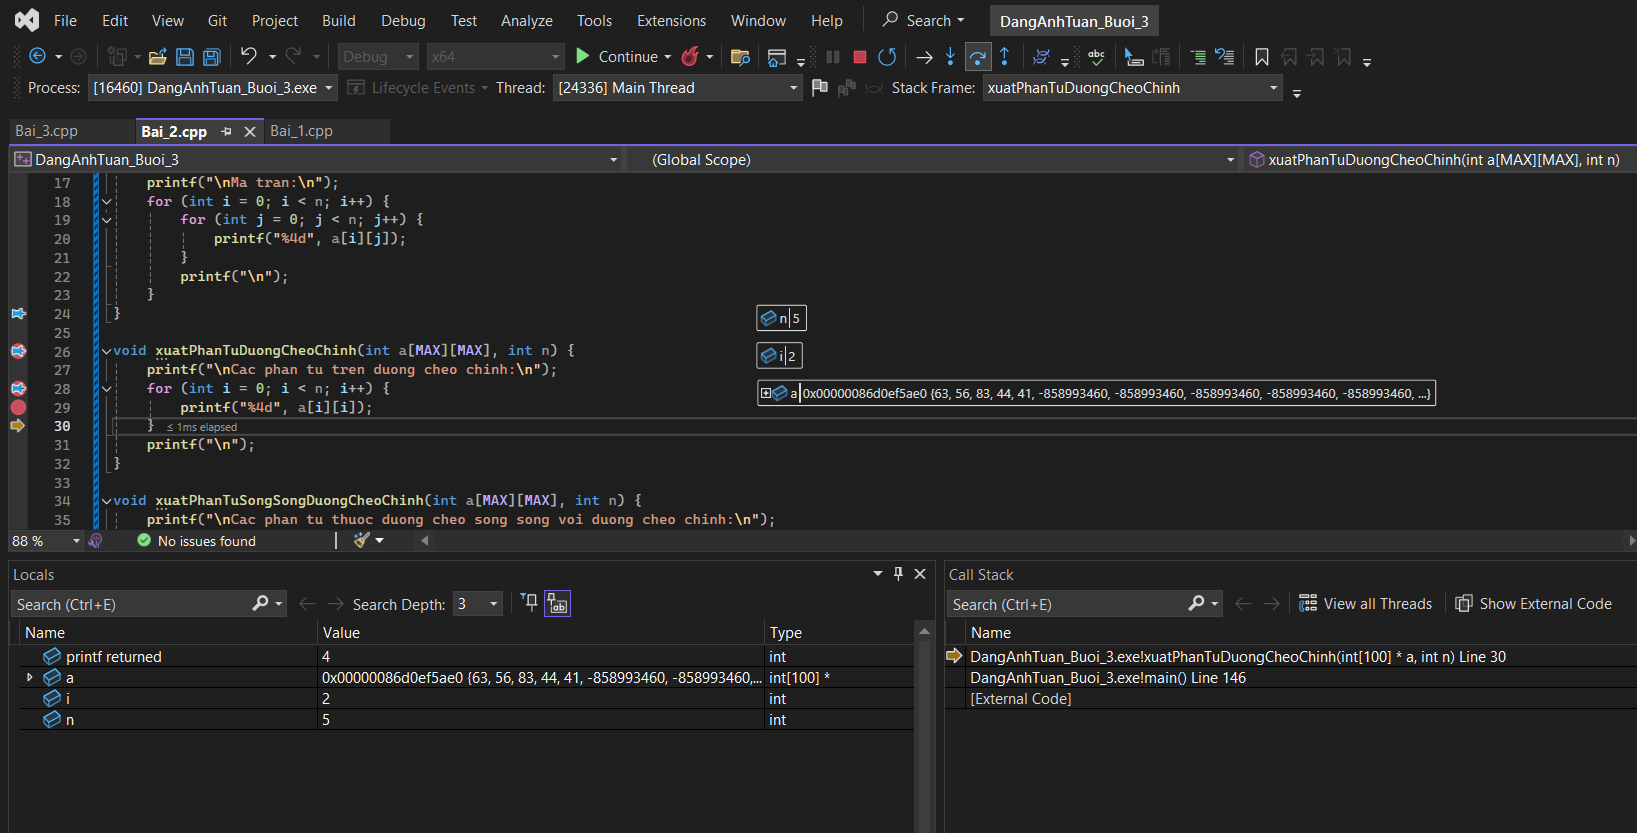 File Edit View Git Project Build Debug Test Analyze Tools Extensions Window Help Search DangAnhTuan_Buoi_3
Debug x64 Continue abc
Process: [16460] DangAnhTuan_Buoi_3.exe Lifecycle Events Thread: [24336] Main Thread Stack Frame: xuatPhanTuDuongCheoChinh
Bai_3.cpp Bai_2.cpp Bai_1.cpp
DangAnhTuan_Buoi_3 (Global Scope) xuatPhanTuDuongCheoChinh(int a[MAX][MAX], int n)
17 printf("\nMa tran:\n");
18 for (int i = 0; i < n; i++) {
19 for (int j = 0; j < n; j++) {
20 printf("%4d", a[i][j]);
21 }
22 printf("\n");
23 }
24 }
n 5
25
26 void xuatPhanTuDuongCheoChinh(int a[MAX][MAX], int n) {
i 2
27 printf("\nCac phan tu tren duong cheo chinh:\n");
28 for (int i = 0; i < n; i++) {
a 0x00000086d0ef5ae0 {63, 56, 83, 44, 41, -858993460, -858993460, -858993460, -858993460, -858993460, ...}
29 printf("%4d", a[i][i]);
30 } ≤ 1ms elapsed
31 printf("\n");
32 }
33
34 void xuatPhanTuSongSongDuongCheoChinh(int a[MAX][MAX], int n) {
35 printf("\nCac phan tu thuoc duong cheo song song voi duong cheo chinh:\n");
88 % No issues found
Locals
Search (Ctrl+E) Search Depth: 3
Name Value Type
printf returned 4 int
a 0x00000086d0ef5ae0 {63, 56, 83, 44, 41, -858993460, -858993460,... int[100] *
i 2 int
n 5 int
Call Stack
Search (Ctrl+E) View all Threads Show External Code
Name
DangAnhTuan_Buoi_3.exe!xuatPhanTuDuongCheoChinh(int[100] * a, int n) Line 30
DangAnhTuan_Buoi_3.exe!main() Line 146
[External Code]